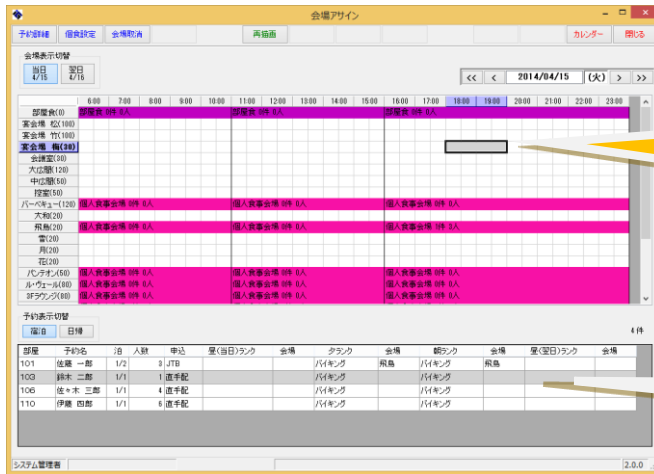 会場アサイン
予約詳細 個食設定 会場取消 再描画 カレンダー 閉じる
会場表示切替
当日 4/15 翌日 4/16
<< < 2014/04/15 (火) > >>
6:00 7:00 8:00 9:00 10:00 11:00 12:00 13:00 14:00 15:00 16:00 17:00 18:00 19:00 20:00 21:00 22:00 23:00
部屋食(0) 部屋食 0件 0人 部屋食 0件 0人 部屋食 0件 0人
宴会場 松(100)
宴会場 竹(100)
宴会場 梅(30)
会議室(30)
大広間(120)
中広間(50)
控室(50)
バーベキュー(120) 個人食事会場 0件 0人 個人食事会場 0件 0人 個人食事会場 0件 0人
大和(20)
飛鳥(20) 個人食事会場 0件 0人 個人食事会場 0件 0人 個人食事会場 1件 3人
雪(20)
月(20)
花(20)
パンテオン(50) 個人食事会場 0件 0人 個人食事会場 0件 0人 個人食事会場 0件 0人
ル・ヴェール(80) 個人食事会場 0件 0人 個人食事会場 0件 0人 個人食事会場 0件 0人
3Fラウンジ(80) 個人食事会場 0件 0人 個人食事会場 0件 0人 個人食事会場 0件 0人
予約表示切替
宿泊 日帰 4件
部屋 予約名 泊 人数 申込 昼(当日)ランク 会場 夕ランク 会場 朝ランク 会場 昼(翌日)ランク 会場
101 佐藤 一郎 1/2 3 JTB バイキング 飛鳥 バイキング 飛鳥
103 鈴木 二郎 1/1 1 直手配 バイキング バイキング
106 佐々木 三郎 1/1 4 直手配 バイキング バイキング
110 伊藤 四郎 1/1 6 直手配 バイキング バイキング
システム管理者 2.0.0